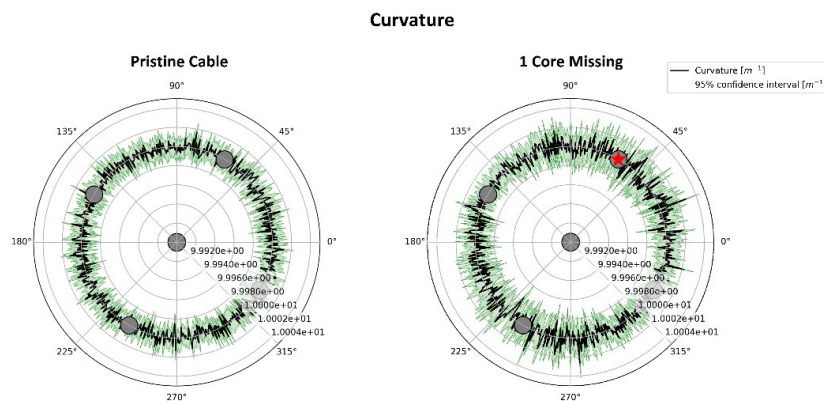 Curvature
Pristine Cable
90°
135°
45°
180°
0°
9.9920e+00
9.9940e+00
9.9960e+00
9.9980e+00
1.0000e+01
1.0002e+01
1.0004e+01
225°
315°
270°
1 Core Missing
90°
135°
45°
180°
0°
9.9920e+00
9.9940e+00
9.9960e+00
9.9980e+00
1.0000e+01
1.0002e+01
1.0004e+01
225°
315°
270°
Curvature [m⁻¹]
95% confidence interval [m⁻¹